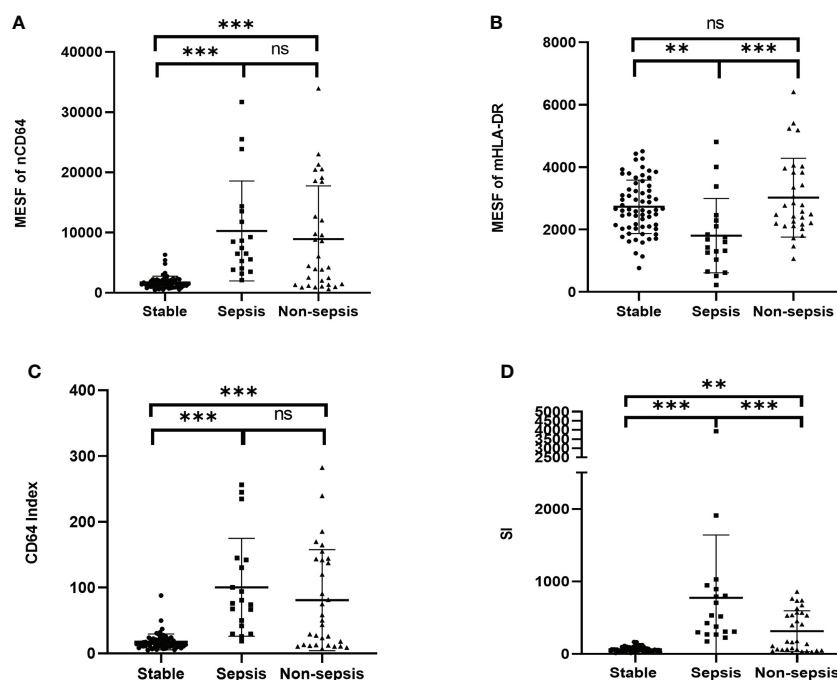 A
***
***
ns
MESF of nCD64
40000
30000
20000
10000
0
Stable
Sepsis
Non-sepsis
B
ns
**
***
MESF of mHLA-DR
8000
6000
4000
2000
0
Stable
Sepsis
Non-sepsis
C
***
***
ns
CD64 Index
400
300
200
100
0
Stable
Sepsis
Non-sepsis
D
**
***
***
SI
5000
4500
4000
3500
3000
2500
2000
1000
0
Stable
Sepsis
Non-sepsis